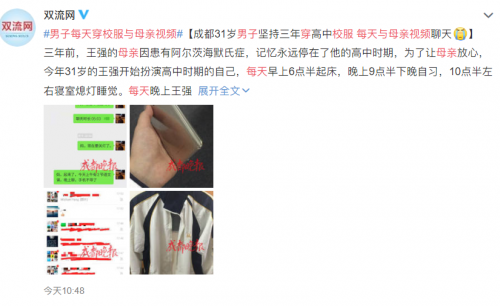 双流网
双流网
#男子每天穿校服与母亲视频#【成都31岁男子坚持三年穿高中校服 每天与母亲视频聊天】
三年前，王强的母亲因患有阿尔茨海默氏症，记忆永远停在了他的高中时期，为了让母亲放心，
今年31岁的王强开始扮演高中时期的自己，每天早上6点半起床，晚上9点半下晚自习，10点半左
右寝室熄灯睡觉。每天晚上王强 展开全文
成都晚报
成都晚报
成都晚报
成都晚报
今天 10:48